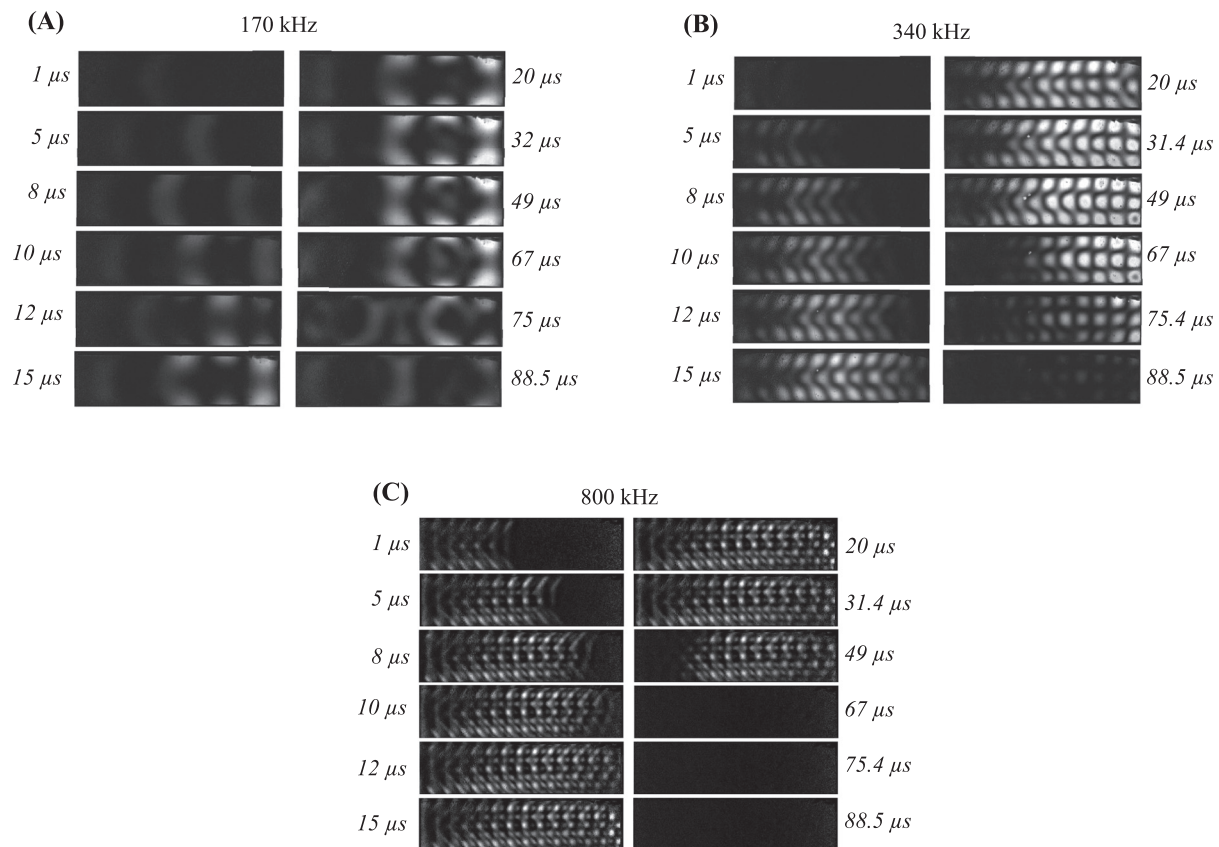 (A)
170 kHz
1 µs
20 µs
5 µs
32 µs
8 µs
49 µs
10 µs
67 µs
12 µs
75 µs
15 µs
88.5 µs
(B)
340 kHz
1 µs
20 µs
5 µs
31.4 µs
8 µs
49 µs
10 µs
67 µs
12 µs
75.4 µs
15 µs
88.5 µs
(C)
800 kHz
1 µs
20 µs
5 µs
31.4 µs
8 µs
49 µs
10 µs
67 µs
12 µs
75.4 µs
15 µs
88.5 µs